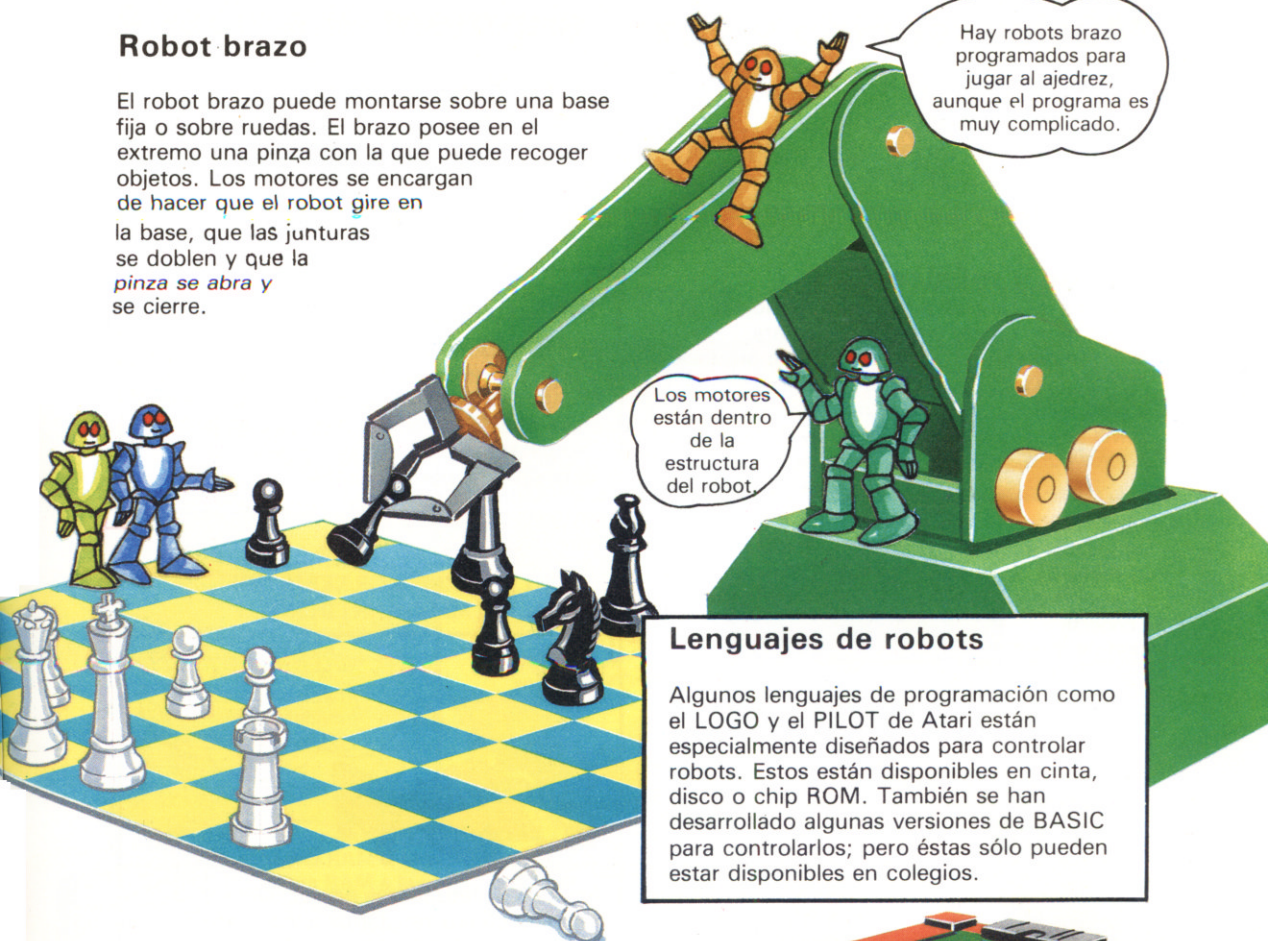 Robot brazo
El robot brazo puede montarse sobre una base
fija o sobre ruedas. El brazo posee en el
extremo una pinza con la que puede recoger
objetos. Los motores se encargan
de hacer que el robot gire en
la base, que las junturas
se doblen y que la
pinza se abra y
se cierre.
Hay robots brazo
programados para
jugar al ajedrez,
aunque el programa es
muy complicado.
Los motores
están dentro
de la
estructura
del robot.
Lenguajes de robots
Algunos lenguajes de programación como
el LOGO y el PILOT de Atari están
especialmente diseñados para controlar
robots. Estos están disponibles en cinta,
disco o chip ROM. También se han
desarrollado algunas versiones de BASIC
para controlarlos; pero éstas sólo pueden
estar disponibles en colegios.